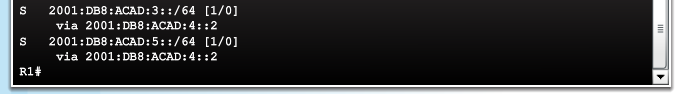 S   2001:DB8:ACAD:3::/64 [1/0]
     via 2001:DB8:ACAD:4::2
S   2001:DB8:ACAD:5::/64 [1/0]
     via 2001:DB8:ACAD:4::2
R1#